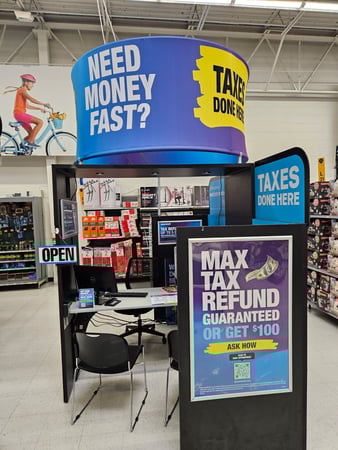 NEED
MONEY
FAST?
TAXES
DONE HERE
TAXES
DONE HERE
OPEN
MAX
TAX
REFUND
GUARANTEED
OR GET $100
ASK HOW